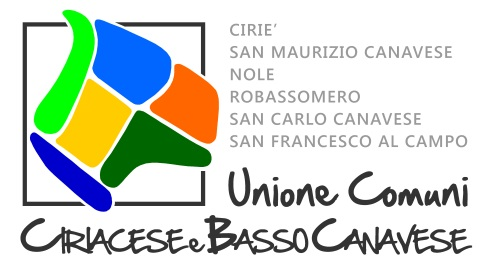 CIRIE'
SAN MAURIZIO CANAVESE
NOLE
ROBASSOMERO
SAN CARLO CANAVESE
SAN FRANCESCO AL CAMPO
Unione Comuni
CIRIACESE e BASSO CANAVESE